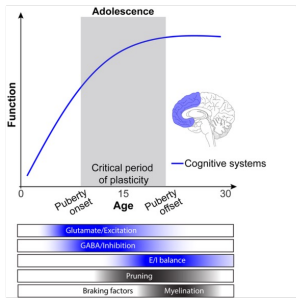 Adolescence
Function
Cognitive systems
Critical period
of plasticity
0
15
30
Puberty
onset
Age
Puberty
offset
Glutamate/Excitation
GABA/Inhibition
E/I balance
Pruning
Braking factors
Myelination